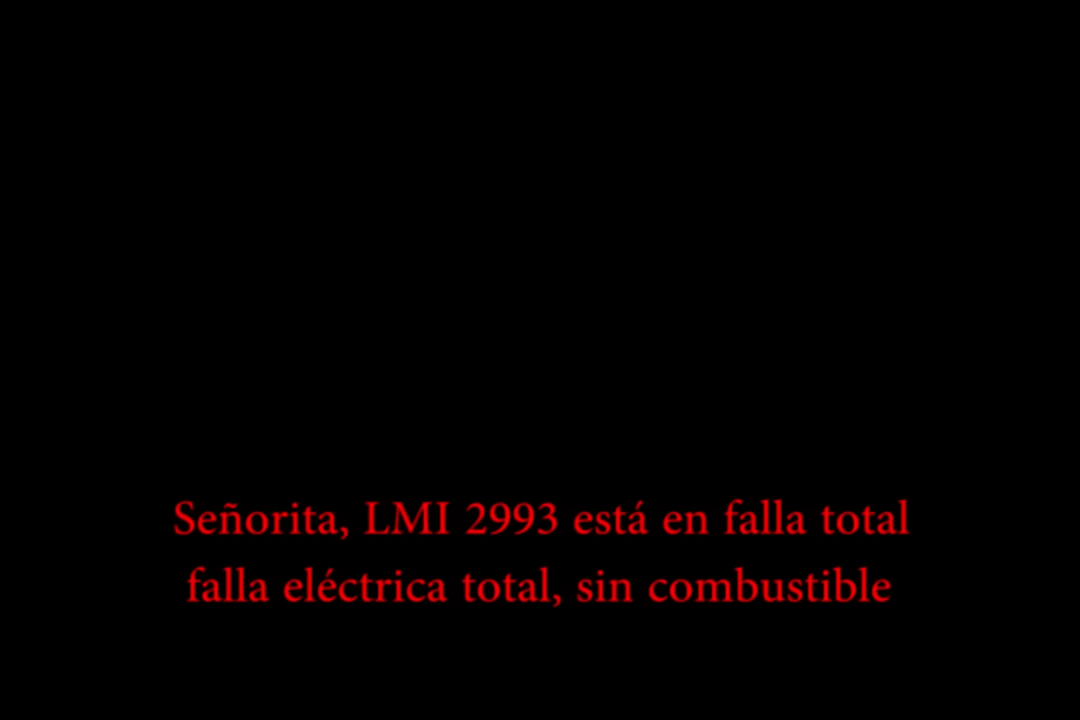 Señorita, LMI 2993 está en falla total
falla eléctrica total, sin combustible